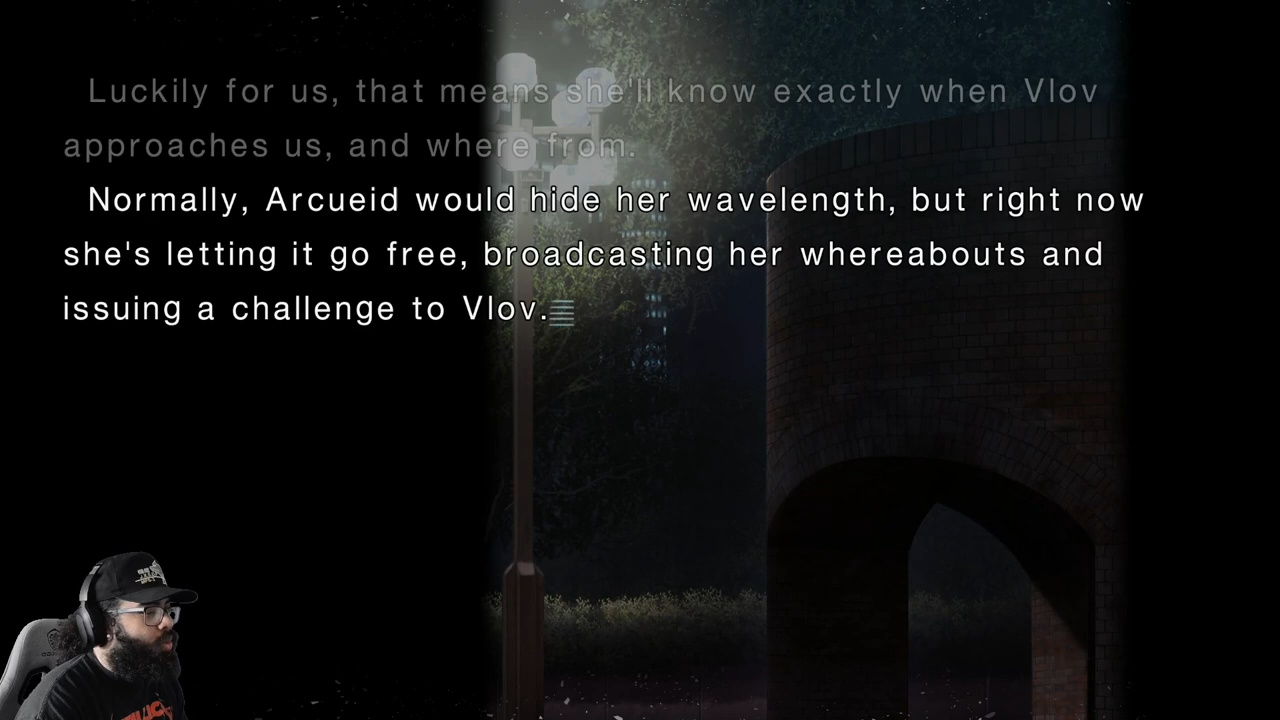 Luckily for us, that means she'll know exactly when Vlov
approaches us, and where from.
Normally, Arcueid would hide her wavelength, but right now
she's letting it go free, broadcasting her whereabouts and
issuing a challenge to Vlov.